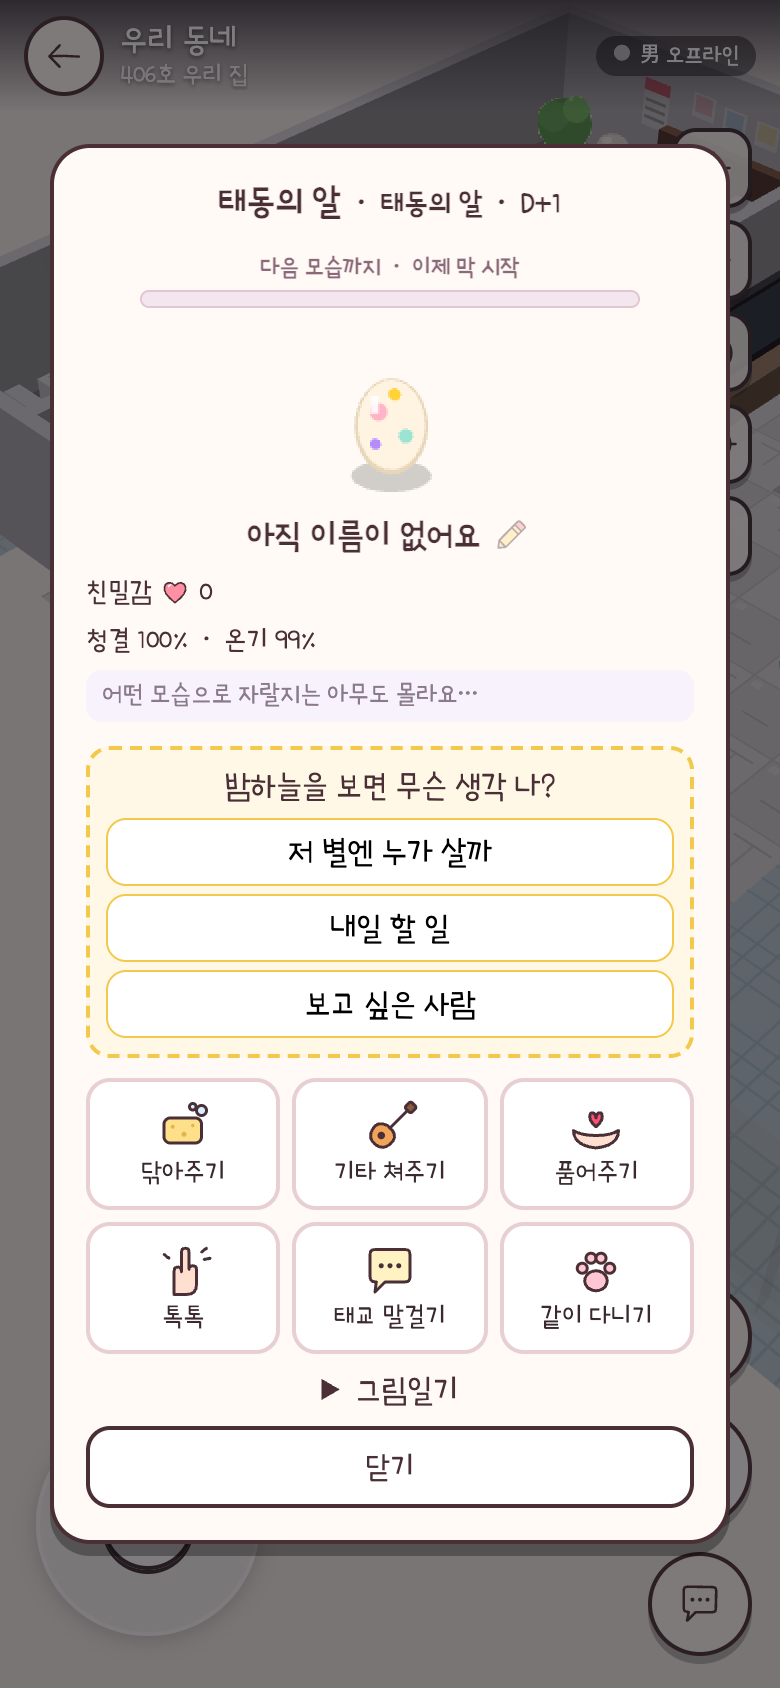 우리 동네
406호 우리 집
男 오프라인
태동의 알 · 태동의 알 · D+1
다음 모습까지 · 이제 막 시작
아직 이름이 없어요
친밀감 0
청결 100% · 온기 99%
어떤 모습으로 자랄지는 아무도 몰라요…
밤하늘을 보면 무슨 생각 나?
저 별엔 누가 살까
내일 할 일
보고 싶은 사람
닦아주기
기타 쳐주기
품어주기
톡톡
태교 말걸기
같이 다니기
▶ 그림일기
닫기